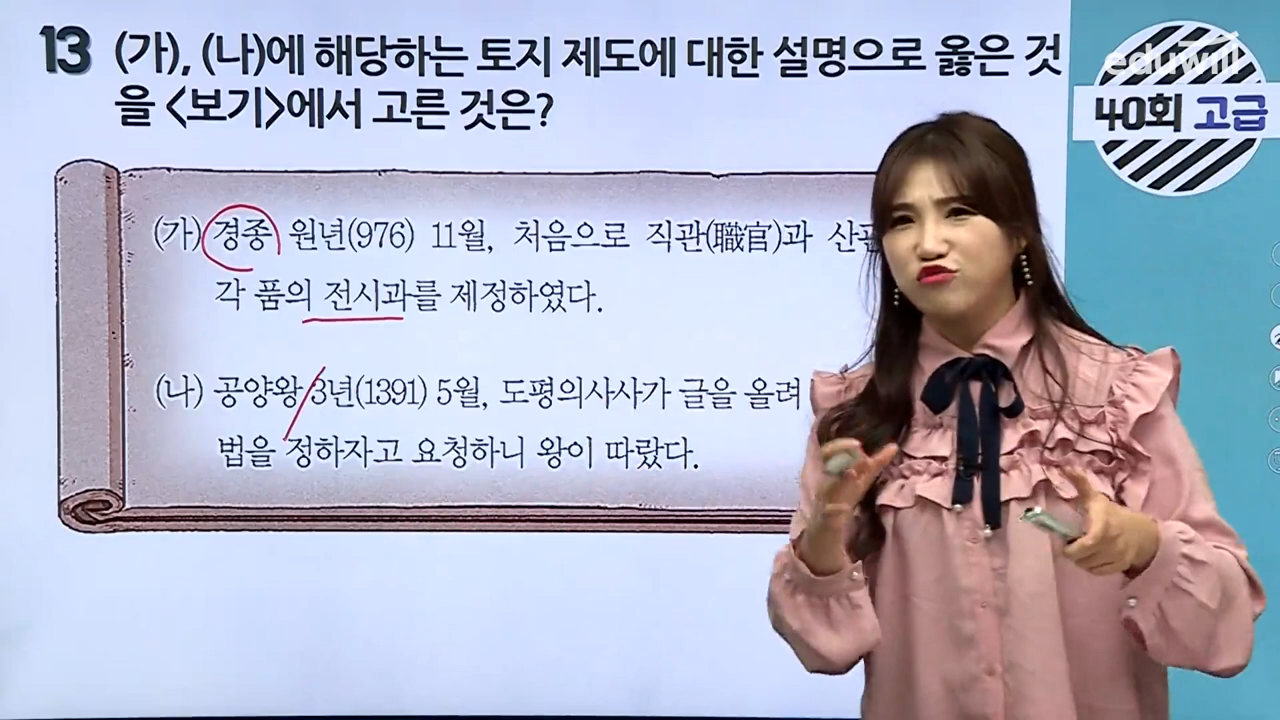 13 (가), (나)에 해당하는 토지 제도에 대한 설명으로 옳은 것
을 <보기>에서 고른 것은?
eduwill
40회 고급
(가) 경종 원년(976) 11월, 처음으로 직관(職官)과
각 품의 전시과를 제정하였다.
(나) 공양왕 3년(1391) 5월, 도평의사사가 글을 올려
법을 정하자고 요청하니 왕이 따랐다.